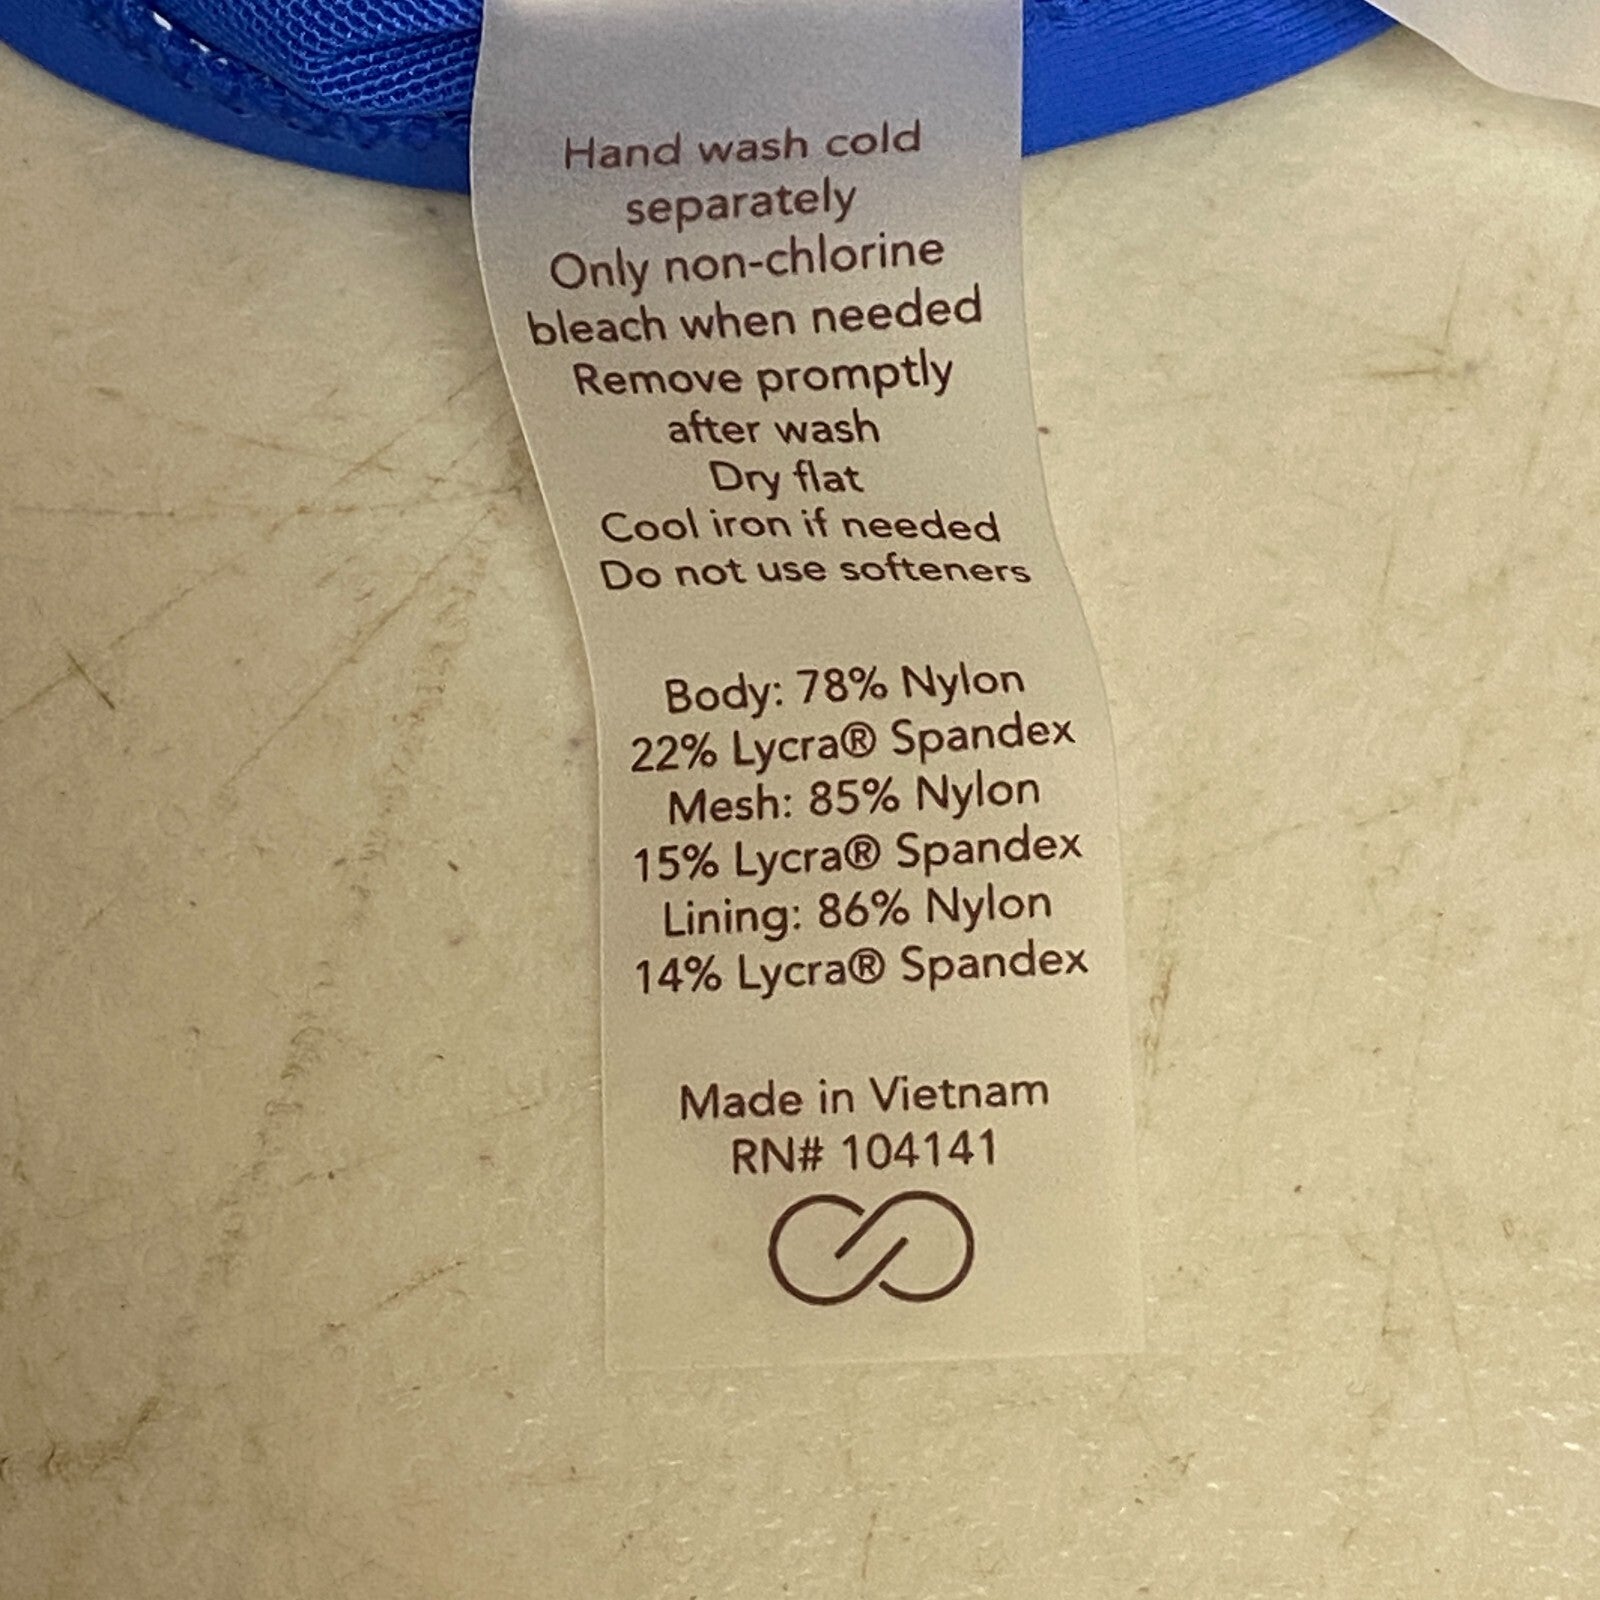 Hand wash cold
separately
Only non-chlorine
bleach when needed
Remove promptly
after wash
Dry flat
Cool iron if needed
Do not use softeners
Body: 78% Nylon
22% Lycra® Spandex
Mesh: 85% Nylon
15% Lycra® Spandex
Lining: 86% Nylon
14% Lycra® Spandex
Made in Vietnam
RN# 104141